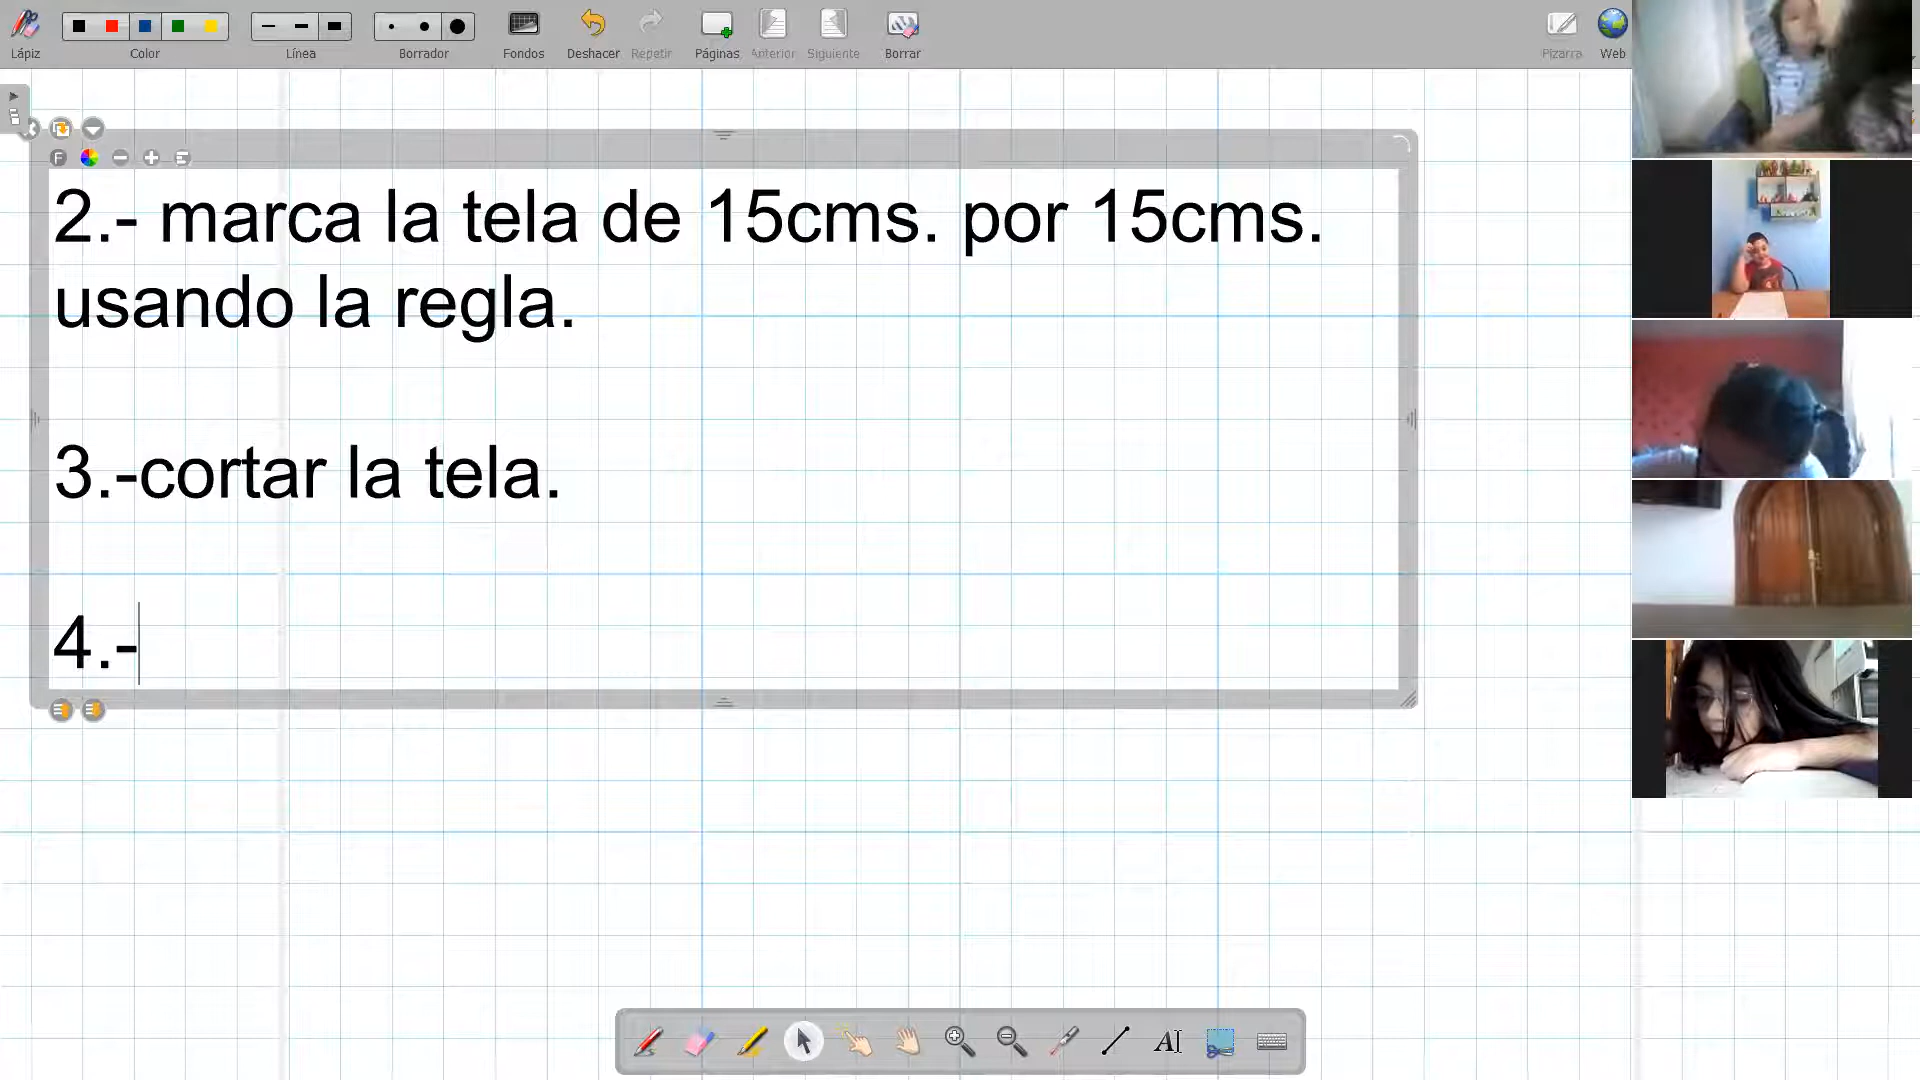 Lápiz Color Línea Borrador Fondos Deshacer Repetir Páginas Anterior Siguiente Borrar Pizarra Web
2.- marca la tela de 15cms. por 15cms.
usando la regla.
3.-cortar la tela.
4.-